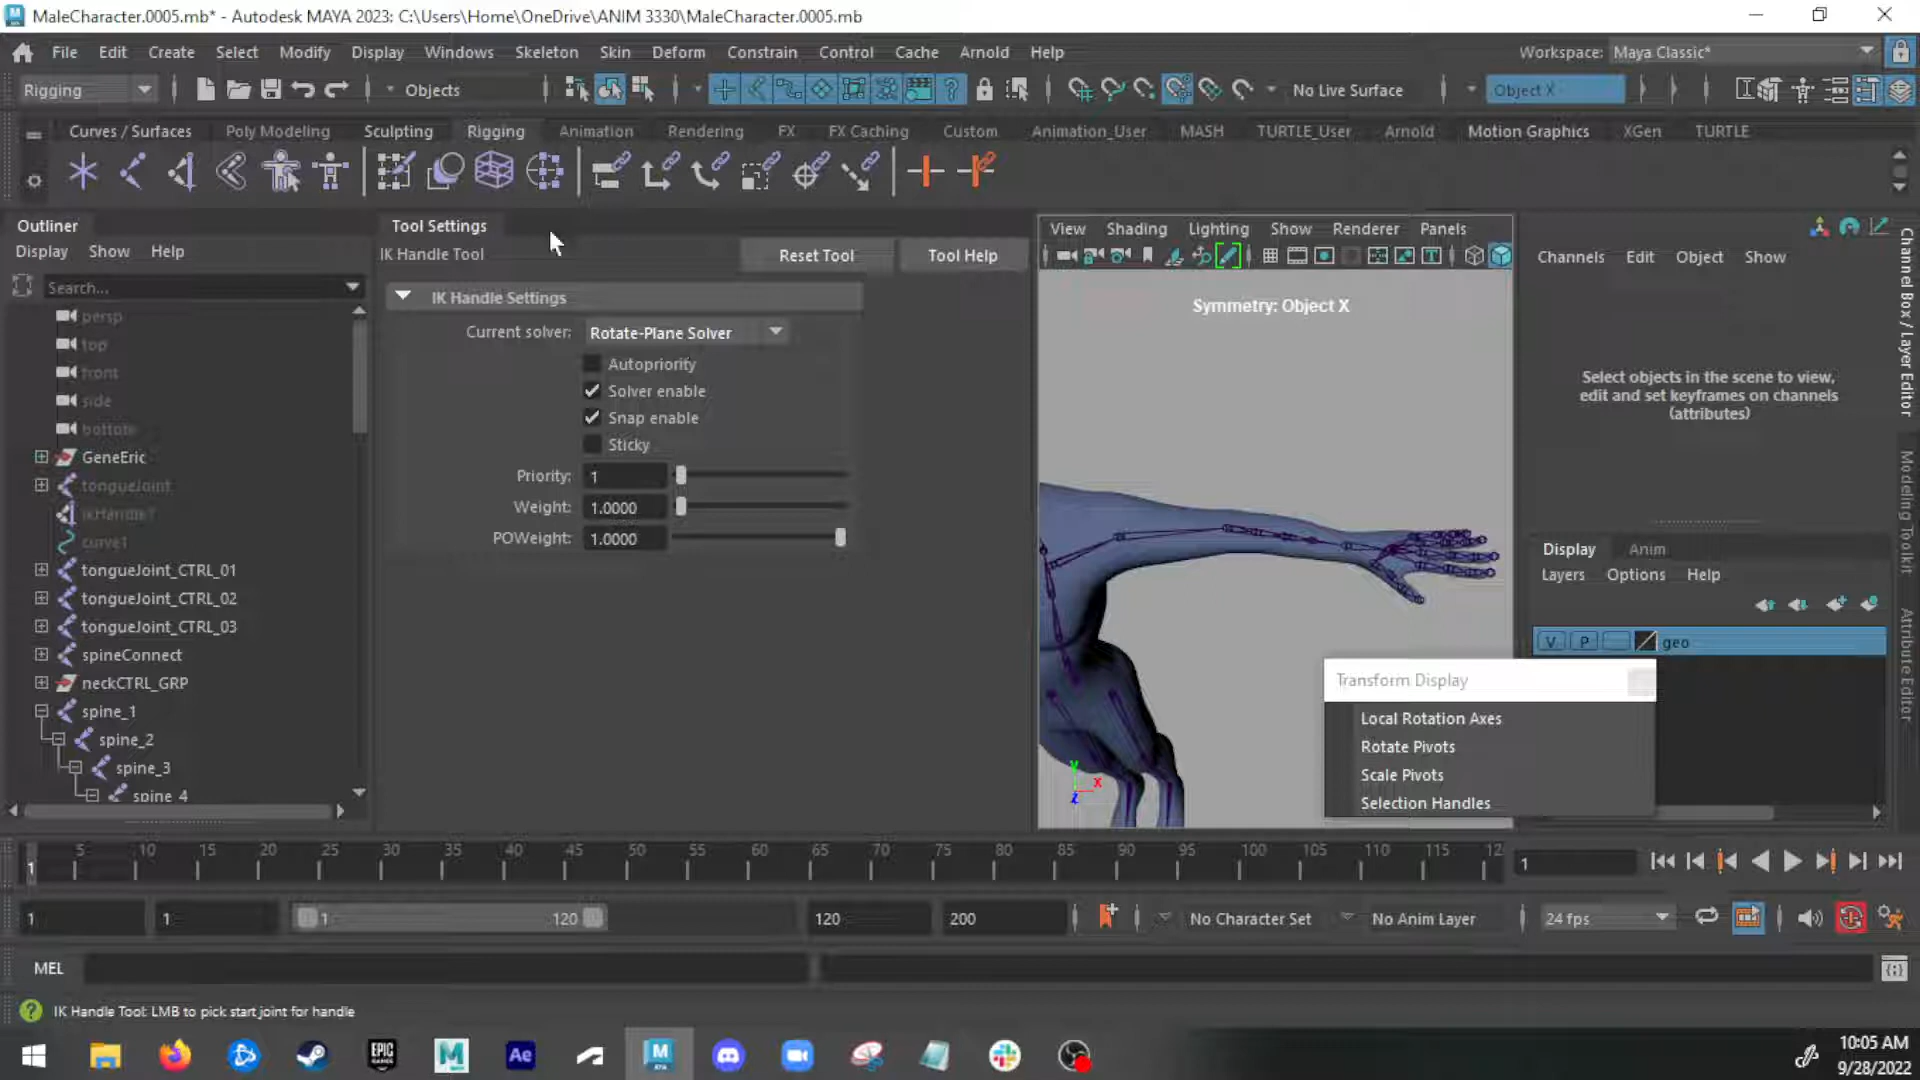 MaleCharacter.0005.mb* - Autodesk MAYA 2023: C:\Users\Home\OneDrive\ANIM 3330\MaleCharacter.0005.mb
File Edit Create Select Modify Display Windows Skeleton Skin Deform Constrain Control Cache Arnold Help Workspace: Maya Classic*
Rigging Objects No Live Surface Object X
Curves / Surfaces Poly Modeling Sculpting Rigging Animation Rendering FX FX Caching Custom Animation_User MASH TURTLE_User Arnold Motion Graphics XGen TURTLE
Outliner
Display Show Help
Search...
persp
top
front
side
GeneEric
tongueJoint
ikHandle1
curve1
tongueJoint_CTRL_01
tongueJoint_CTRL_02
tongueJoint_CTRL_03
spineConnect
neckCTRL_GRP
spine_1
spine_2
spine_3
spine_4
Tool Settings
IK Handle Tool Reset Tool Tool Help
IK Handle Settings
Current solver: Rotate-Plane Solver
Autopriority
Solver enable
Snap enable
Sticky
Priority: 1
Weight: 1.0000
POWeight: 1.0000
View Shading Lighting Show Renderer Panels
Symmetry: Object X
y
x
z
Transform Display
Local Rotation Axes
Rotate Pivots
Scale Pivots
Selection Handles
Channels Edit Object Show
Select objects in the scene to view,
edit and set keyframes on channels
(attributes)
Display Anim
Layers Options Help
V P geo
Channel Box / Layer Editor
Modeling Toolkit
Attribute Editor
5 10 15 20 25 30 35 40 45 50 55 60 65 70 75 80 85 90 95 100 105 110 115 12
1 1
1 1 1 120 120 200 No Character Set No Anim Layer 24 fps
MEL
IK Handle Tool: LMB to pick start joint for handle
EPIC GAMES M Ae M
10:05 AM
9/28/2022